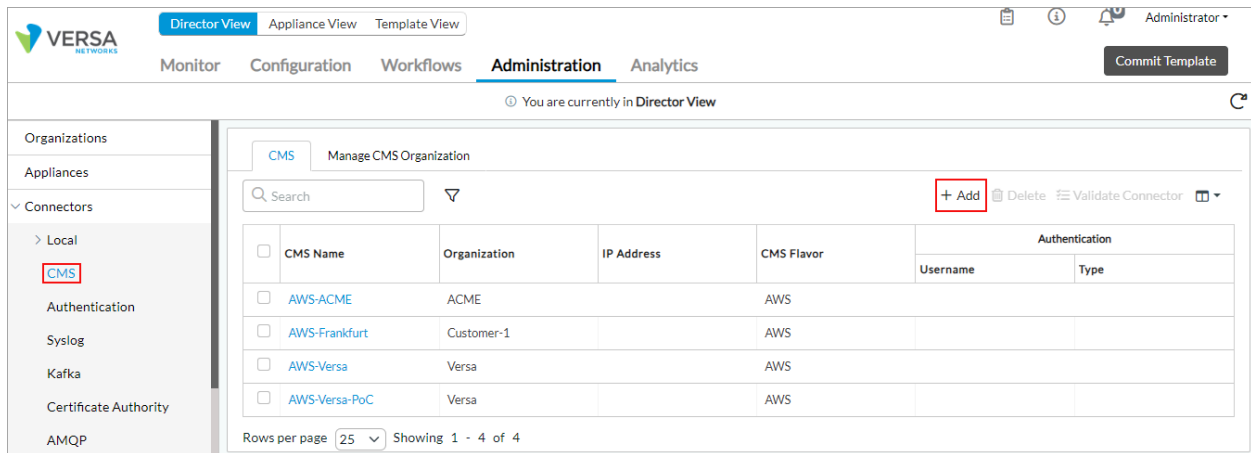 VERSA
NETWORKS
Director View Appliance View Template View
Administrator
Monitor Configuration Workflows Administration Analytics
Commit Template
You are currently in Director View
Organizations
Appliances
Connectors
Local
CMS
Authentication
Syslog
Kafka
Certificate Authority
AMQP
CMS Manage CMS Organization
Search
+ Add Delete Validate Connector
CMS Name Organization IP Address CMS Flavor Authentication
Username Type
AWS-ACME ACME AWS
AWS-Frankfurt Customer-1 AWS
AWS-Versa Versa AWS
AWS-Versa-PoC Versa AWS
Rows per page 25 Showing 1 - 4 of 4